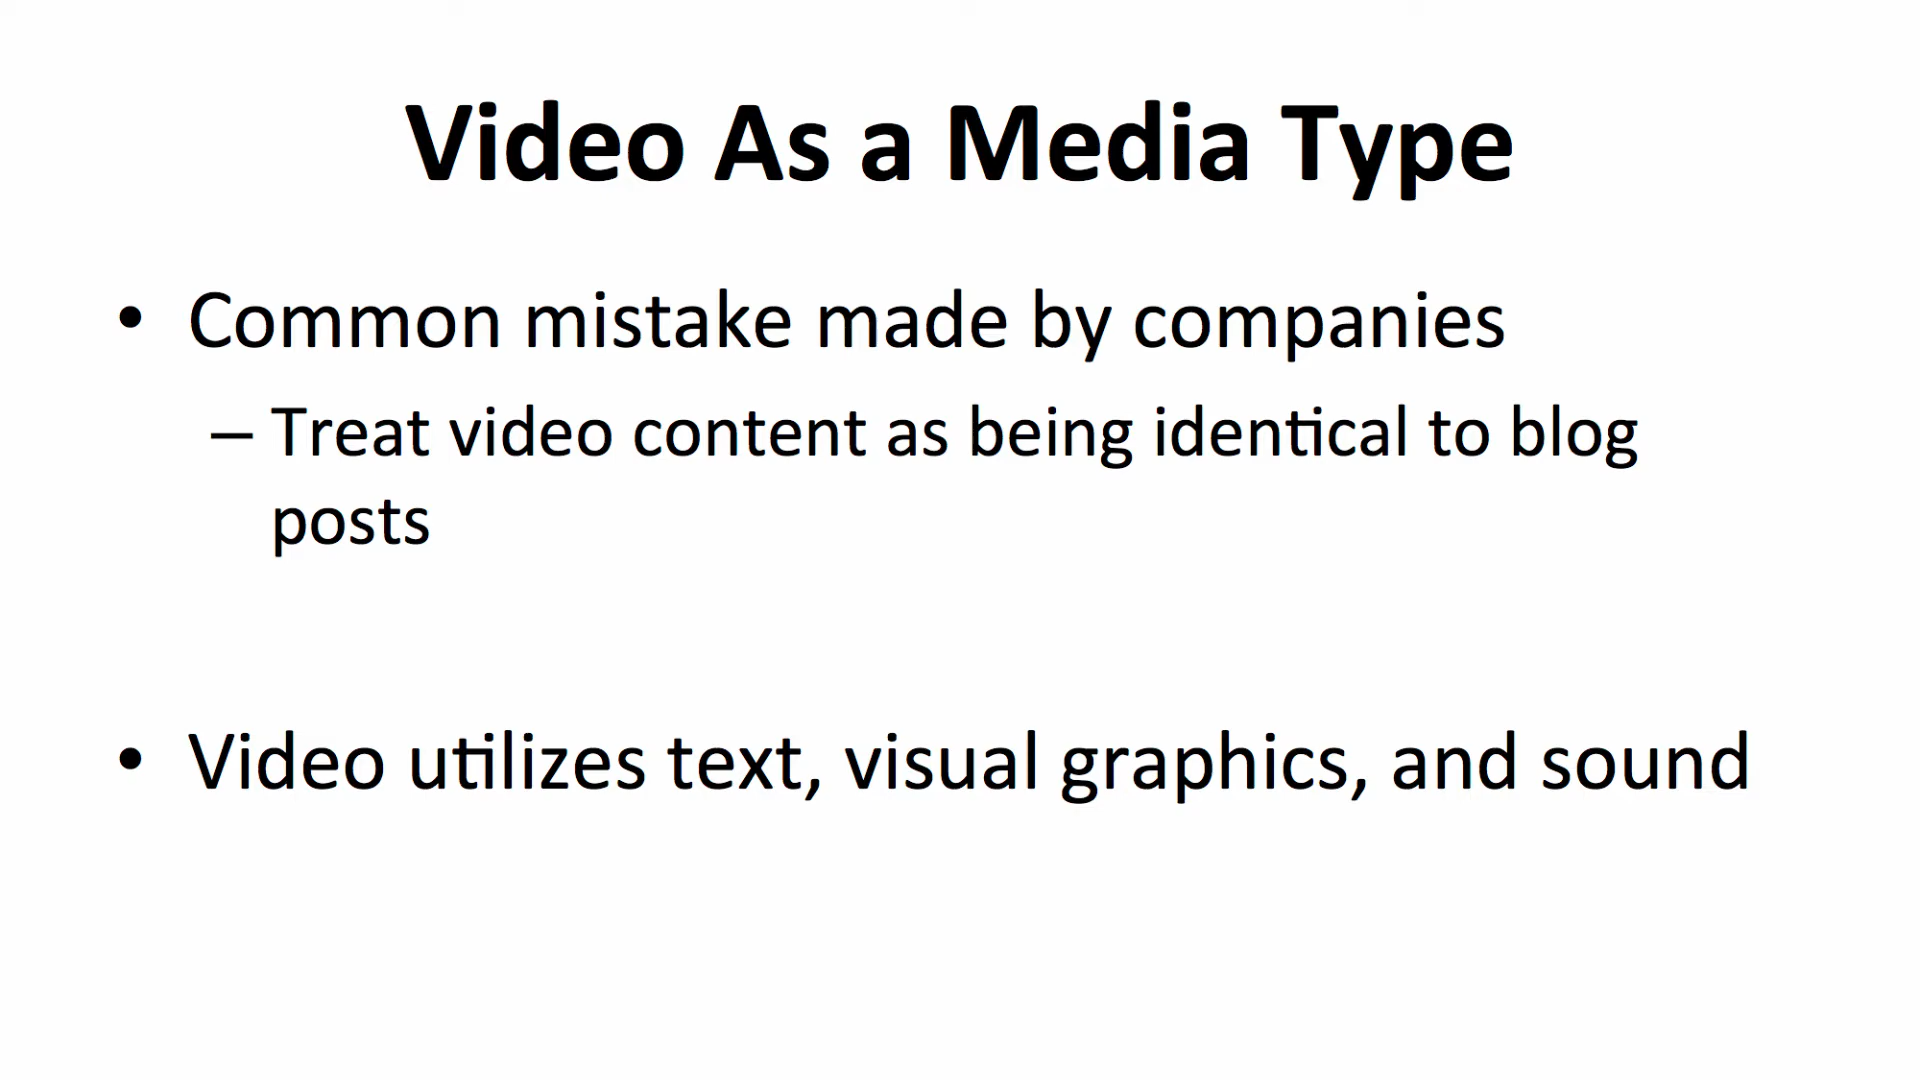 Video As a Media Type
• Common mistake made by companies
– Treat video content as being identical to blog
posts
• Video utilizes text, visual graphics, and sound